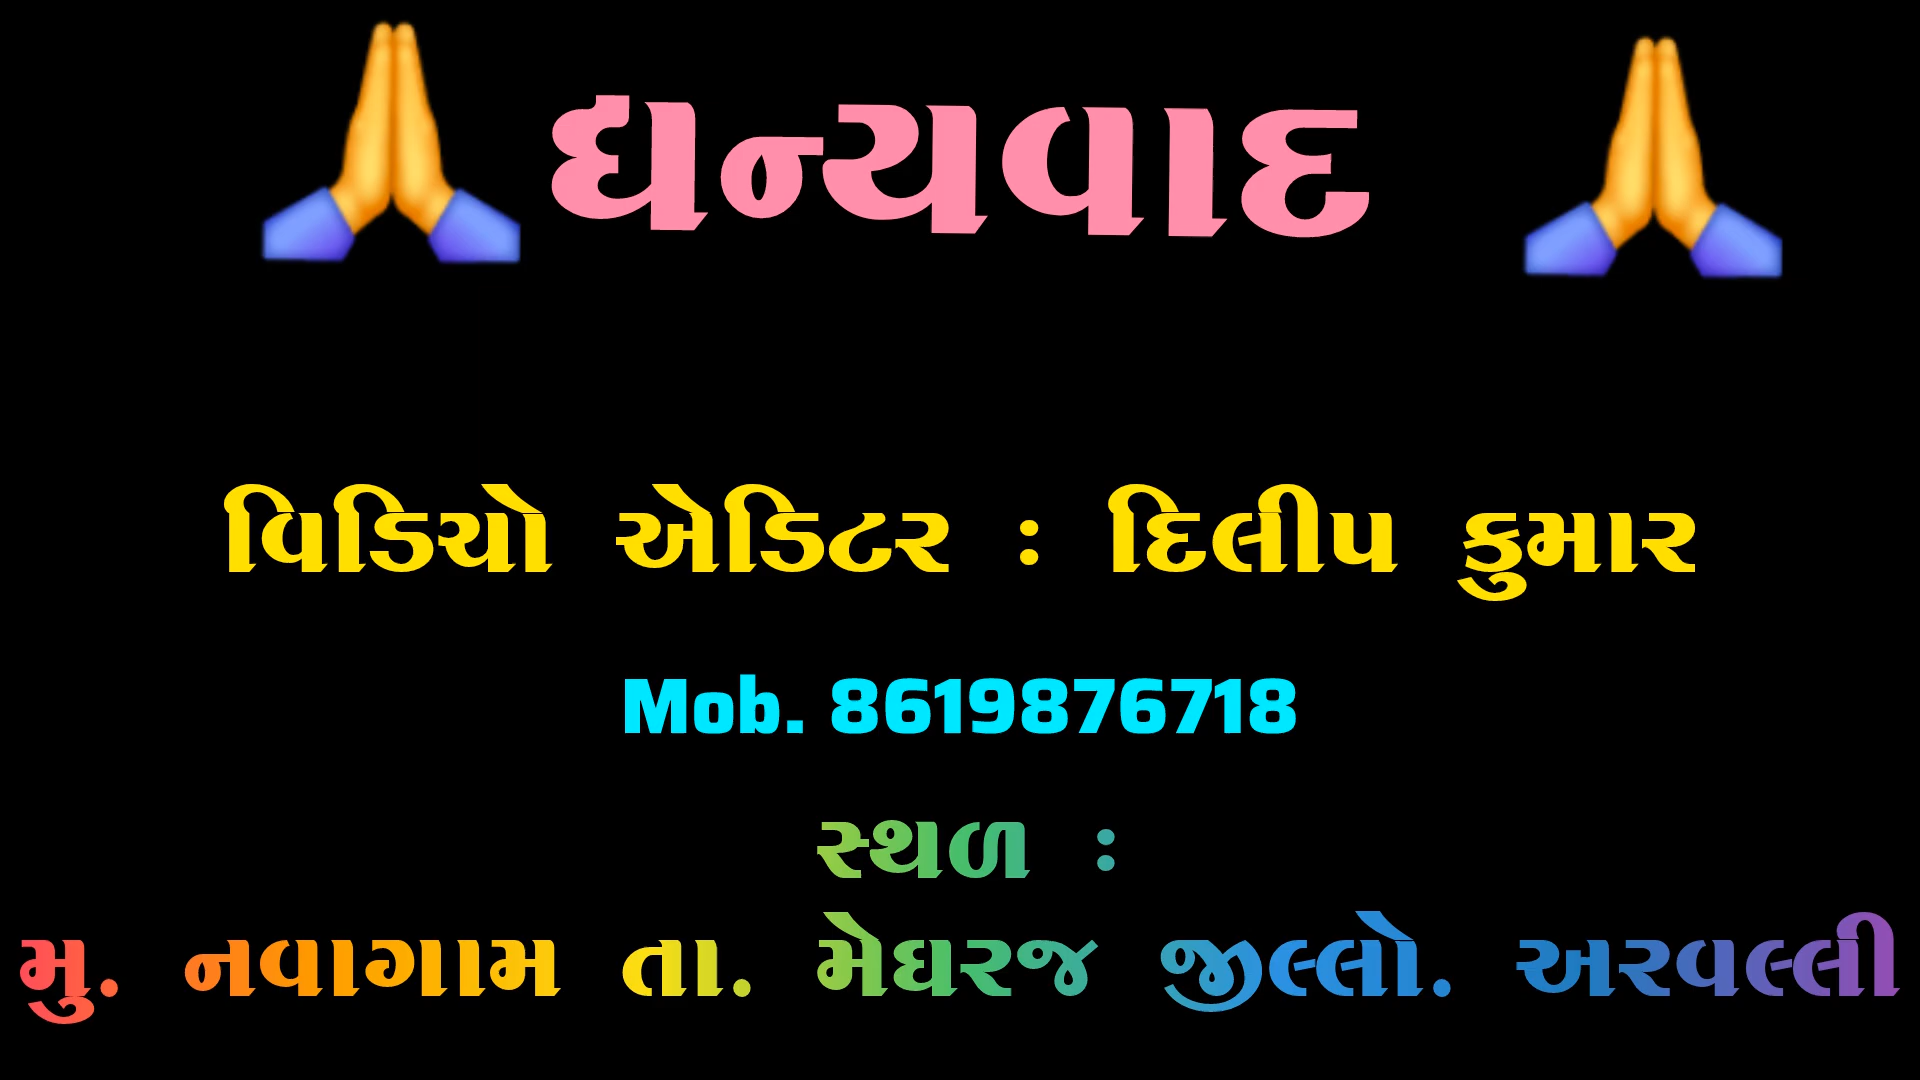 ધન્યવાદ
વિડિયો એડિટર : દિલીપ કુમાર
Mob. 8619876718
સ્થળ :
મુ. નવાગામ તા. મેઘરજ જીલ્લો. અરવલ્લી